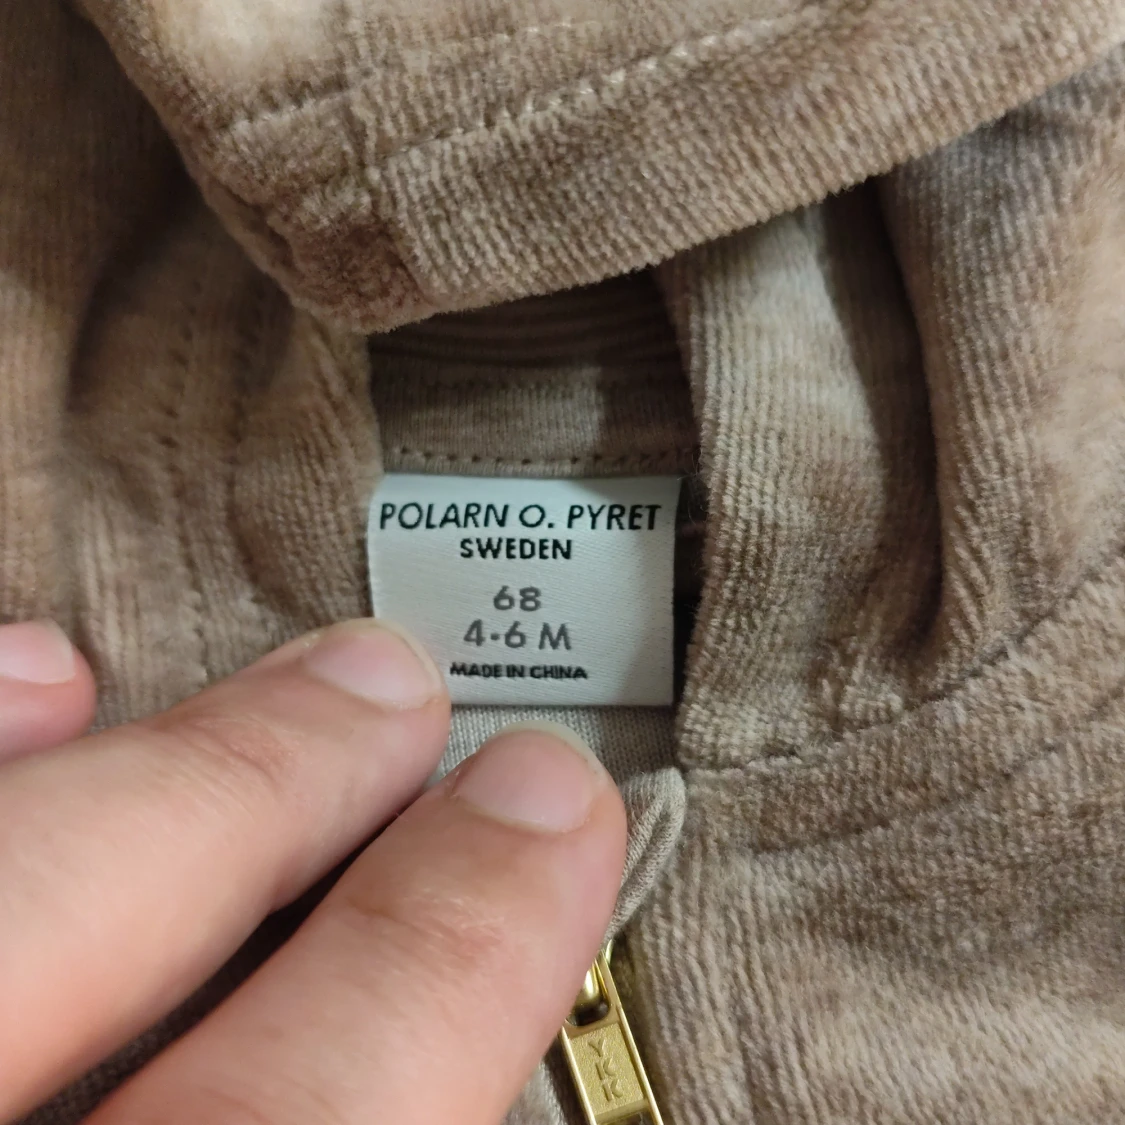 POLARN O. PYRET
SWEDEN
68
4-6 M
MADE IN CHINA
YKK